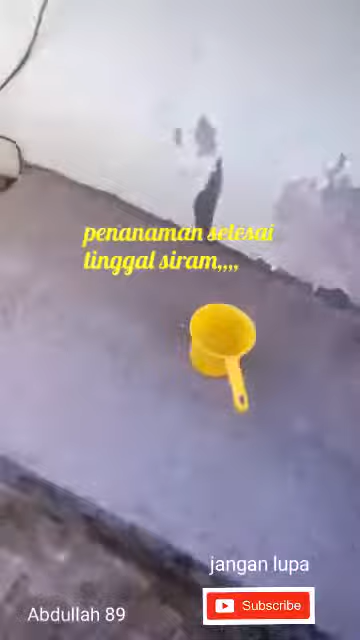 penanaman selesai
tinggal siram,,,,
jangan lupa
Subscribe
Abdullah 89